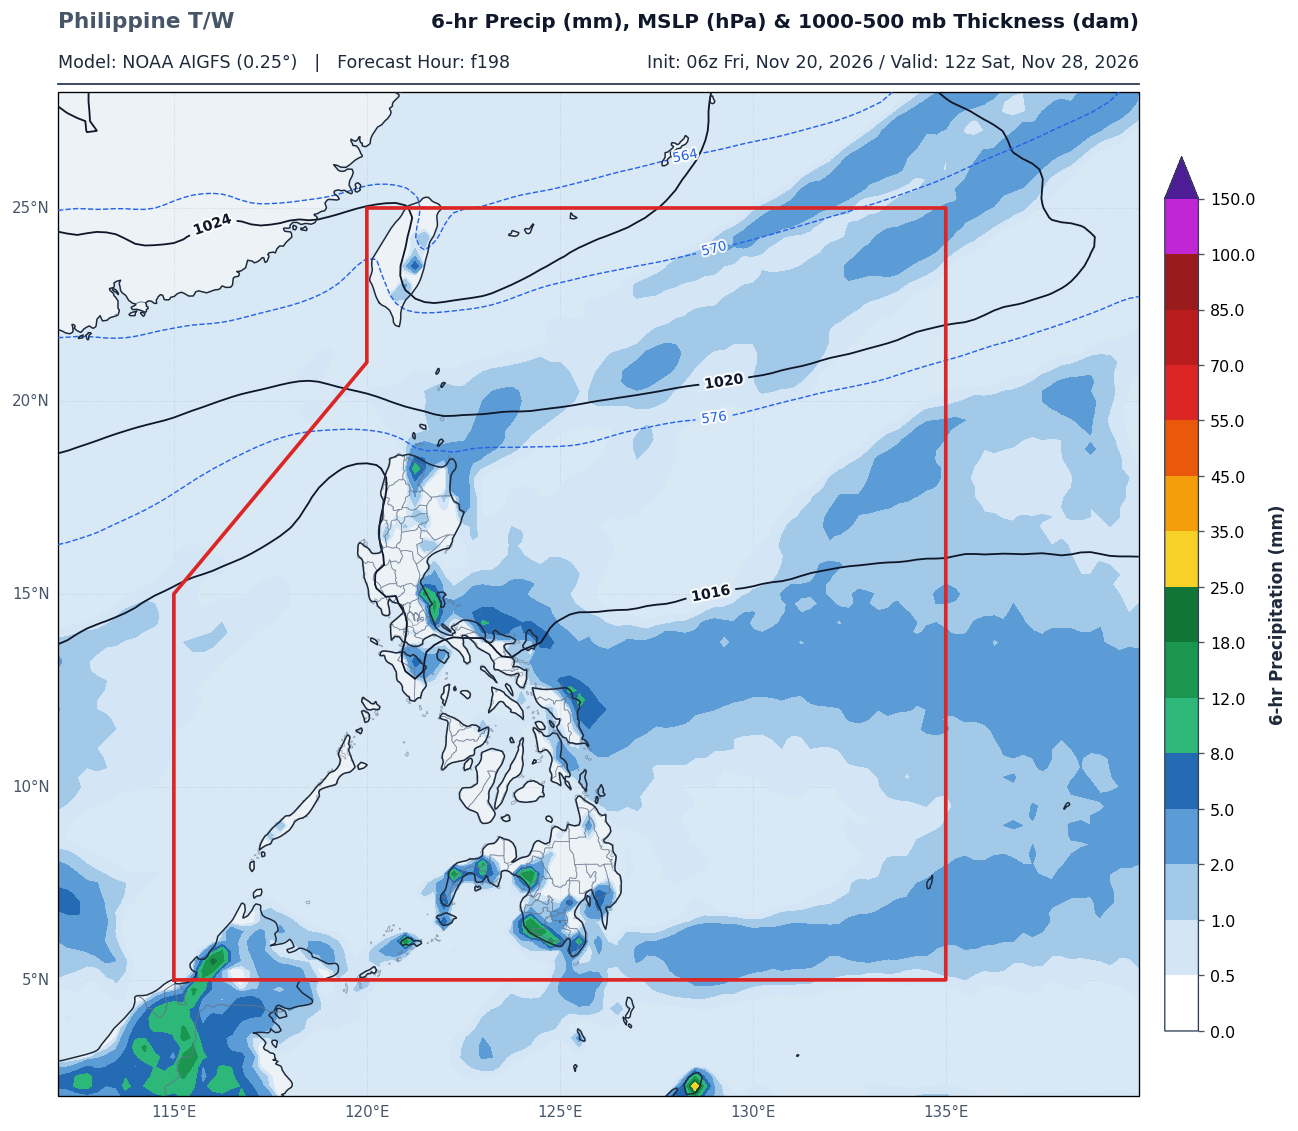 Philippine T/W
6-hr Precip (mm), MSLP (hPa) & 1000-500 mb Thickness (dam)
Model: NOAA AIGFS (0.25°) | Forecast Hour: f198
Init: 06z Fri, Nov 20, 2026 / Valid: 12z Sat, Nov 28, 2026
564
25°N
1024
570
20°N
1020
576
15°N
1016
10°N
5°N
115°E
120°E
125°E
130°E
135°E
150.0
100.0
85.0
70.0
55.0
45.0
35.0
25.0
18.0
12.0
8.0
5.0
2.0
1.0
0.5
0.0
6-hr Precipitation (mm)